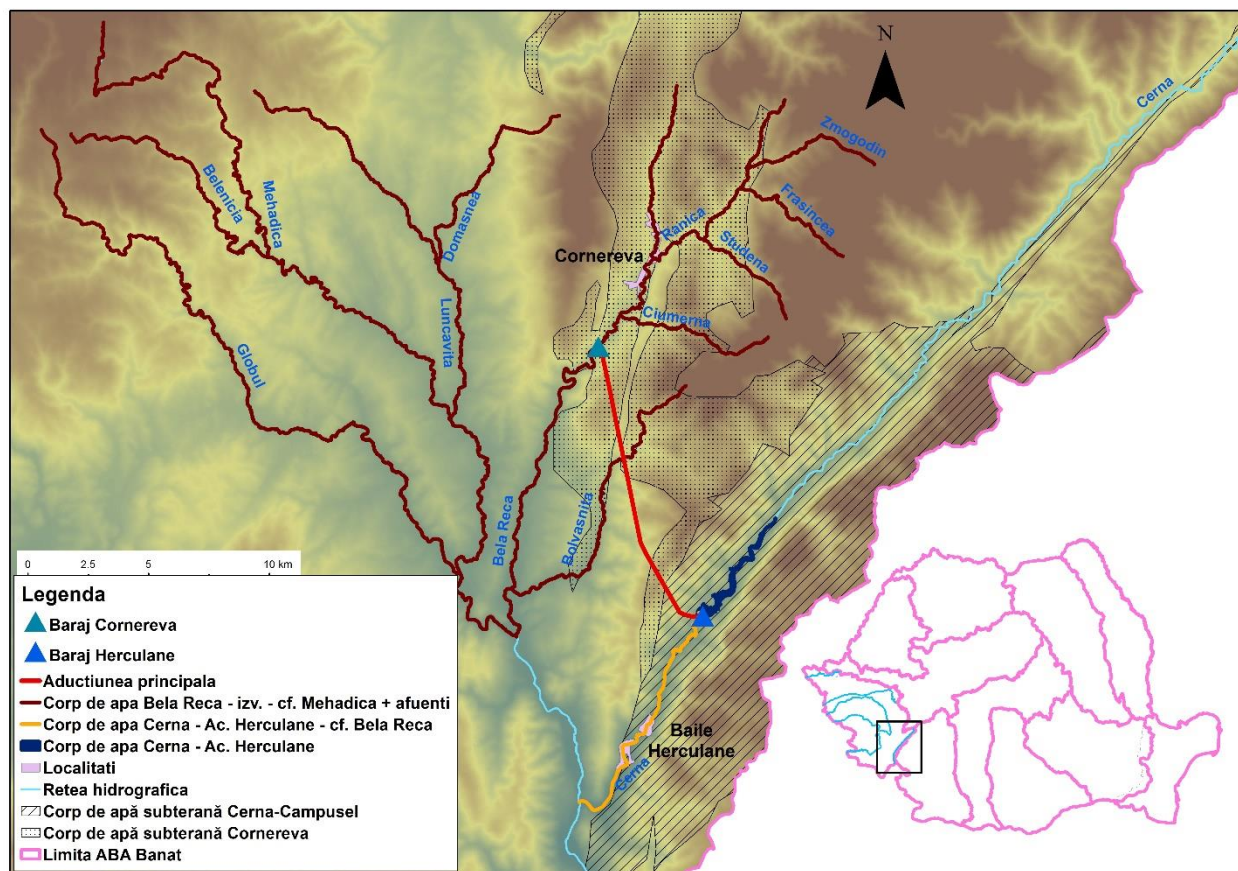 N
Cerna
Zmogodin
Belenicia
Mehadica
Domasnea
Ranica
Frasincea
Studena
Cornereva
Ciumerna
Luncavita
Globul
Bela Reca
Bolvasnita
0 2.5 5 10 km
Legenda
Baraj Cornereva
Baraj Herculane
Aductiunea principala
Corp de apa Bela Reca - izv. - cf. Mehadica + afuenti
Corp de apa Cerna - Ac. Herculane - cf. Bela Reca
Corp de apa Cerna - Ac. Herculane
Localitati
Retea hidrografica
Corp de apă subterană Cerna-Campusel
Corp de apă subterană Cornereva
Limita ABA Banat
Baile
Herculane
Cerna